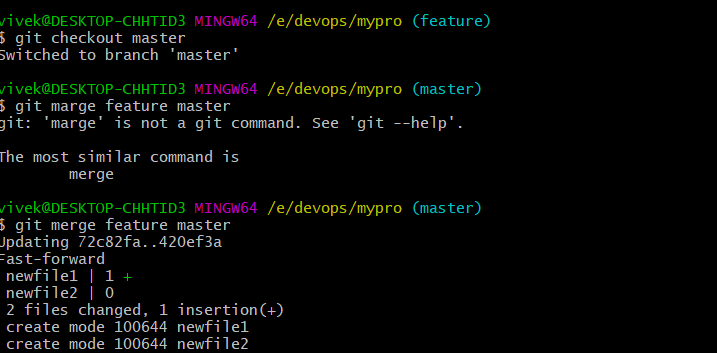 vivek@DESKTOP-CHHTID3 MINGW64 /e/devops/mypro (feature)
$ git checkout master
Switched to branch 'master'
vivek@DESKTOP-CHHTID3 MINGW64 /e/devops/mypro (master)
$ git marge feature master
git: 'marge' is not a git command. See 'git --help'.
The most similar command is
merge
vivek@DESKTOP-CHHTID3 MINGW64 /e/devops/mypro (master)
$ git merge feature master
Updating 72c82fa..420ef3a
Fast-forward
newfile1 | 1 +
newfile2 | 0
2 files changed, 1 insertion(+)
create mode 100644 newfile1
create mode 100644 newfile2